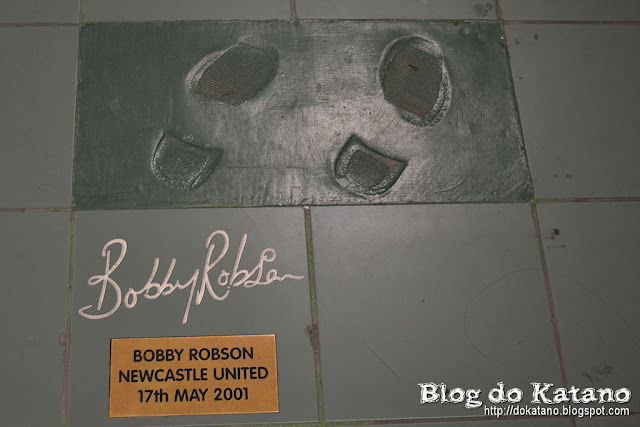 Bobby Robson
BOBBY ROBSON
NEWCASTLE UNITED
17th MAY 2001
Blog do Katano
http://dokatano.blogspot.com/